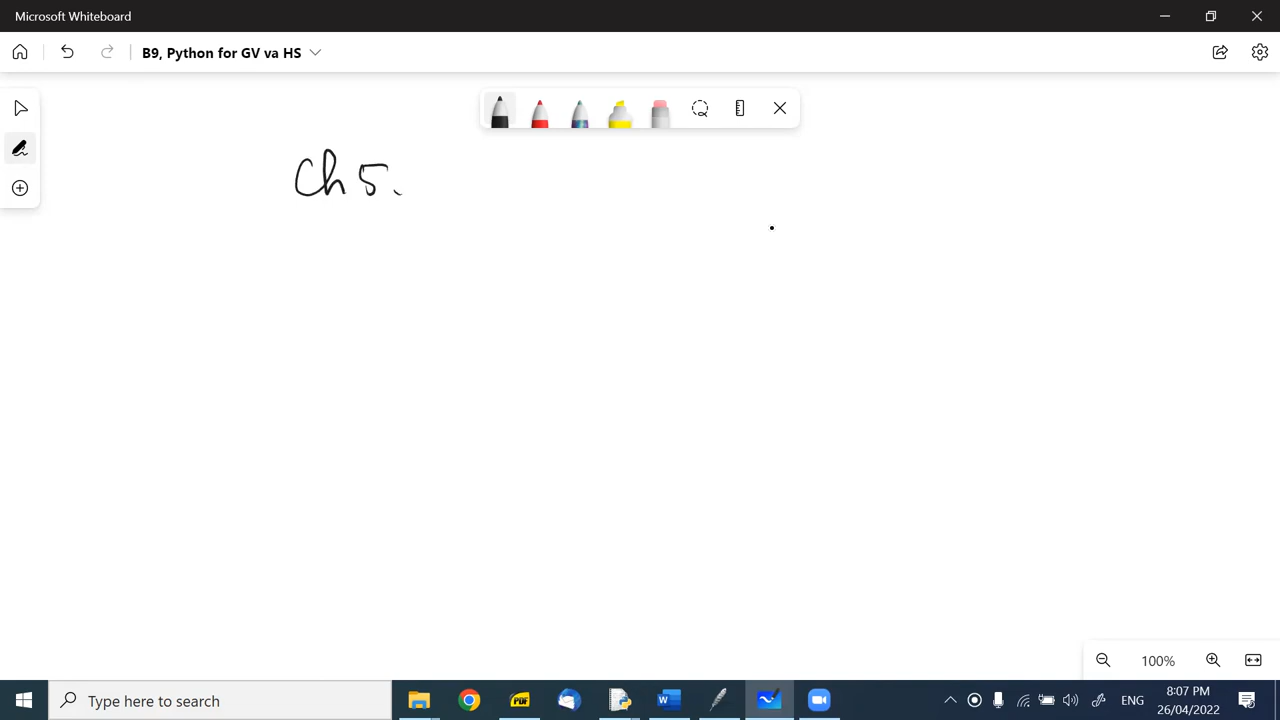 Microsoft Whiteboard
B9, Python for GV va HS
Ch 5.
100%
Type here to search
PDF
ENG
8:07 PM
26/04/2022